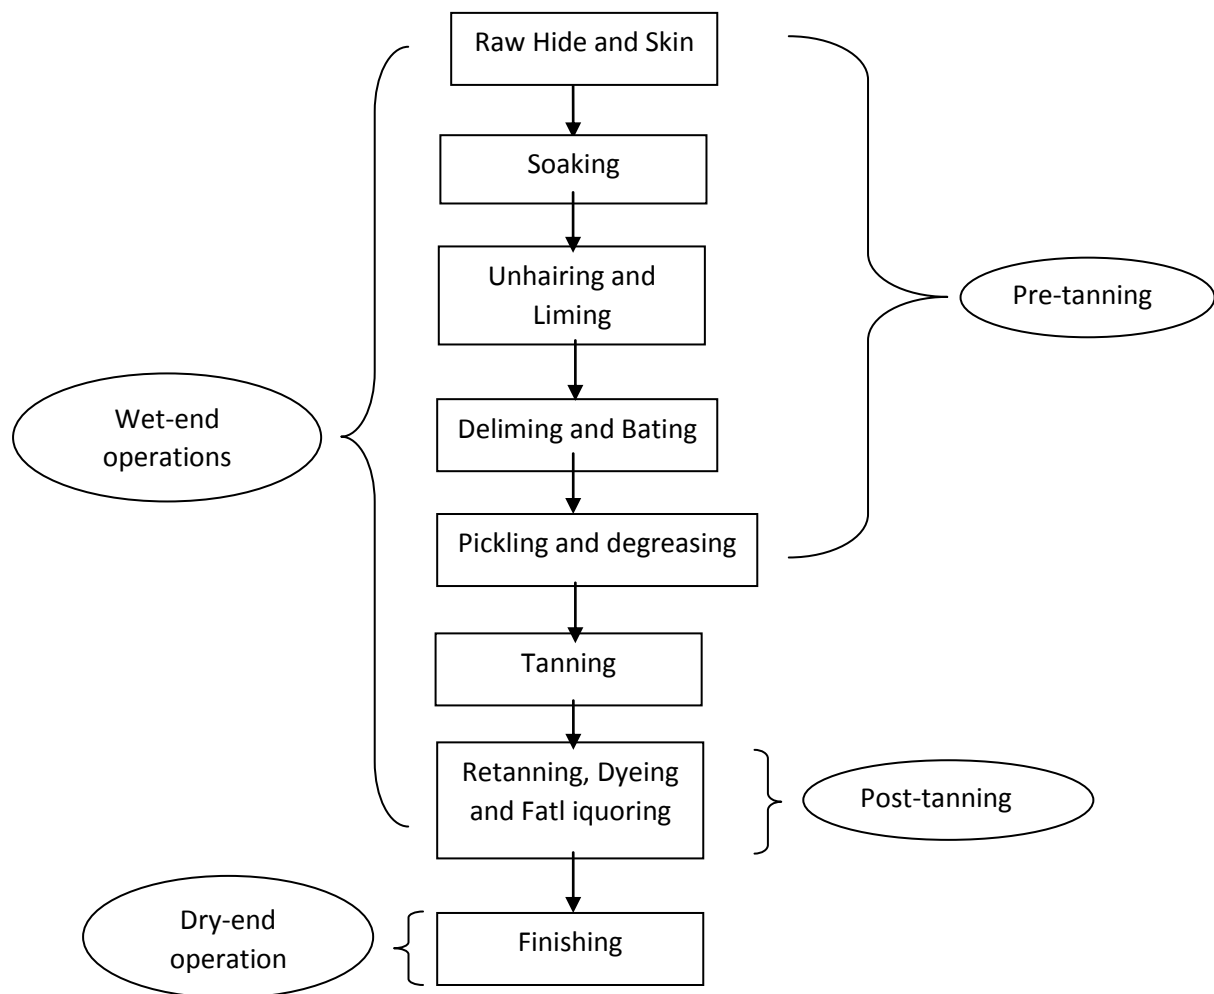 Raw Hide and Skin
Soaking
Unhairing and
Liming
Pre-tanning
Deliming and Bating
Wet-end
operations
Pickling and degreasing
Tanning
Retanning, Dyeing
and Fatl iquoring
Post-tanning
Dry-end
operation
Finishing